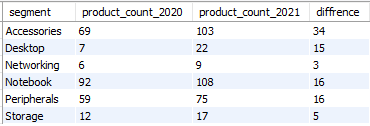 segment product_count_2020 product_count_2021 diffrence
Accessories 69 103 34
Desktop 7 22 15
Networking 6 9 3
Notebook 92 108 16
Peripherals 59 75 16
Storage 12 17 5